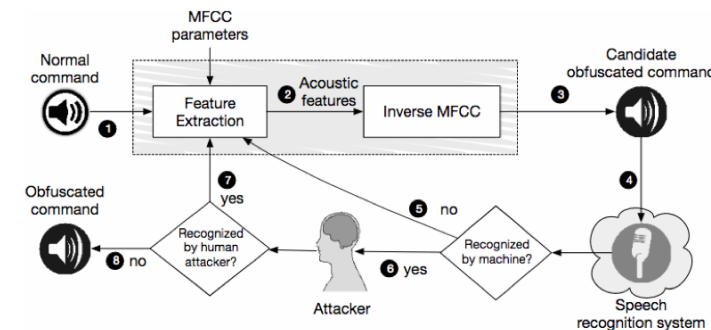 MFCC
parameters
Normal
command
Candidate
obfuscated command
1
Feature
Extraction
2
Acoustic
features
Inverse MFCC
3
4
Obfuscated
command
7
yes
5
no
Recognized
by human
attacker?
8
no
Attacker
6
yes
Recognized
by machine?
Speech
recognition system